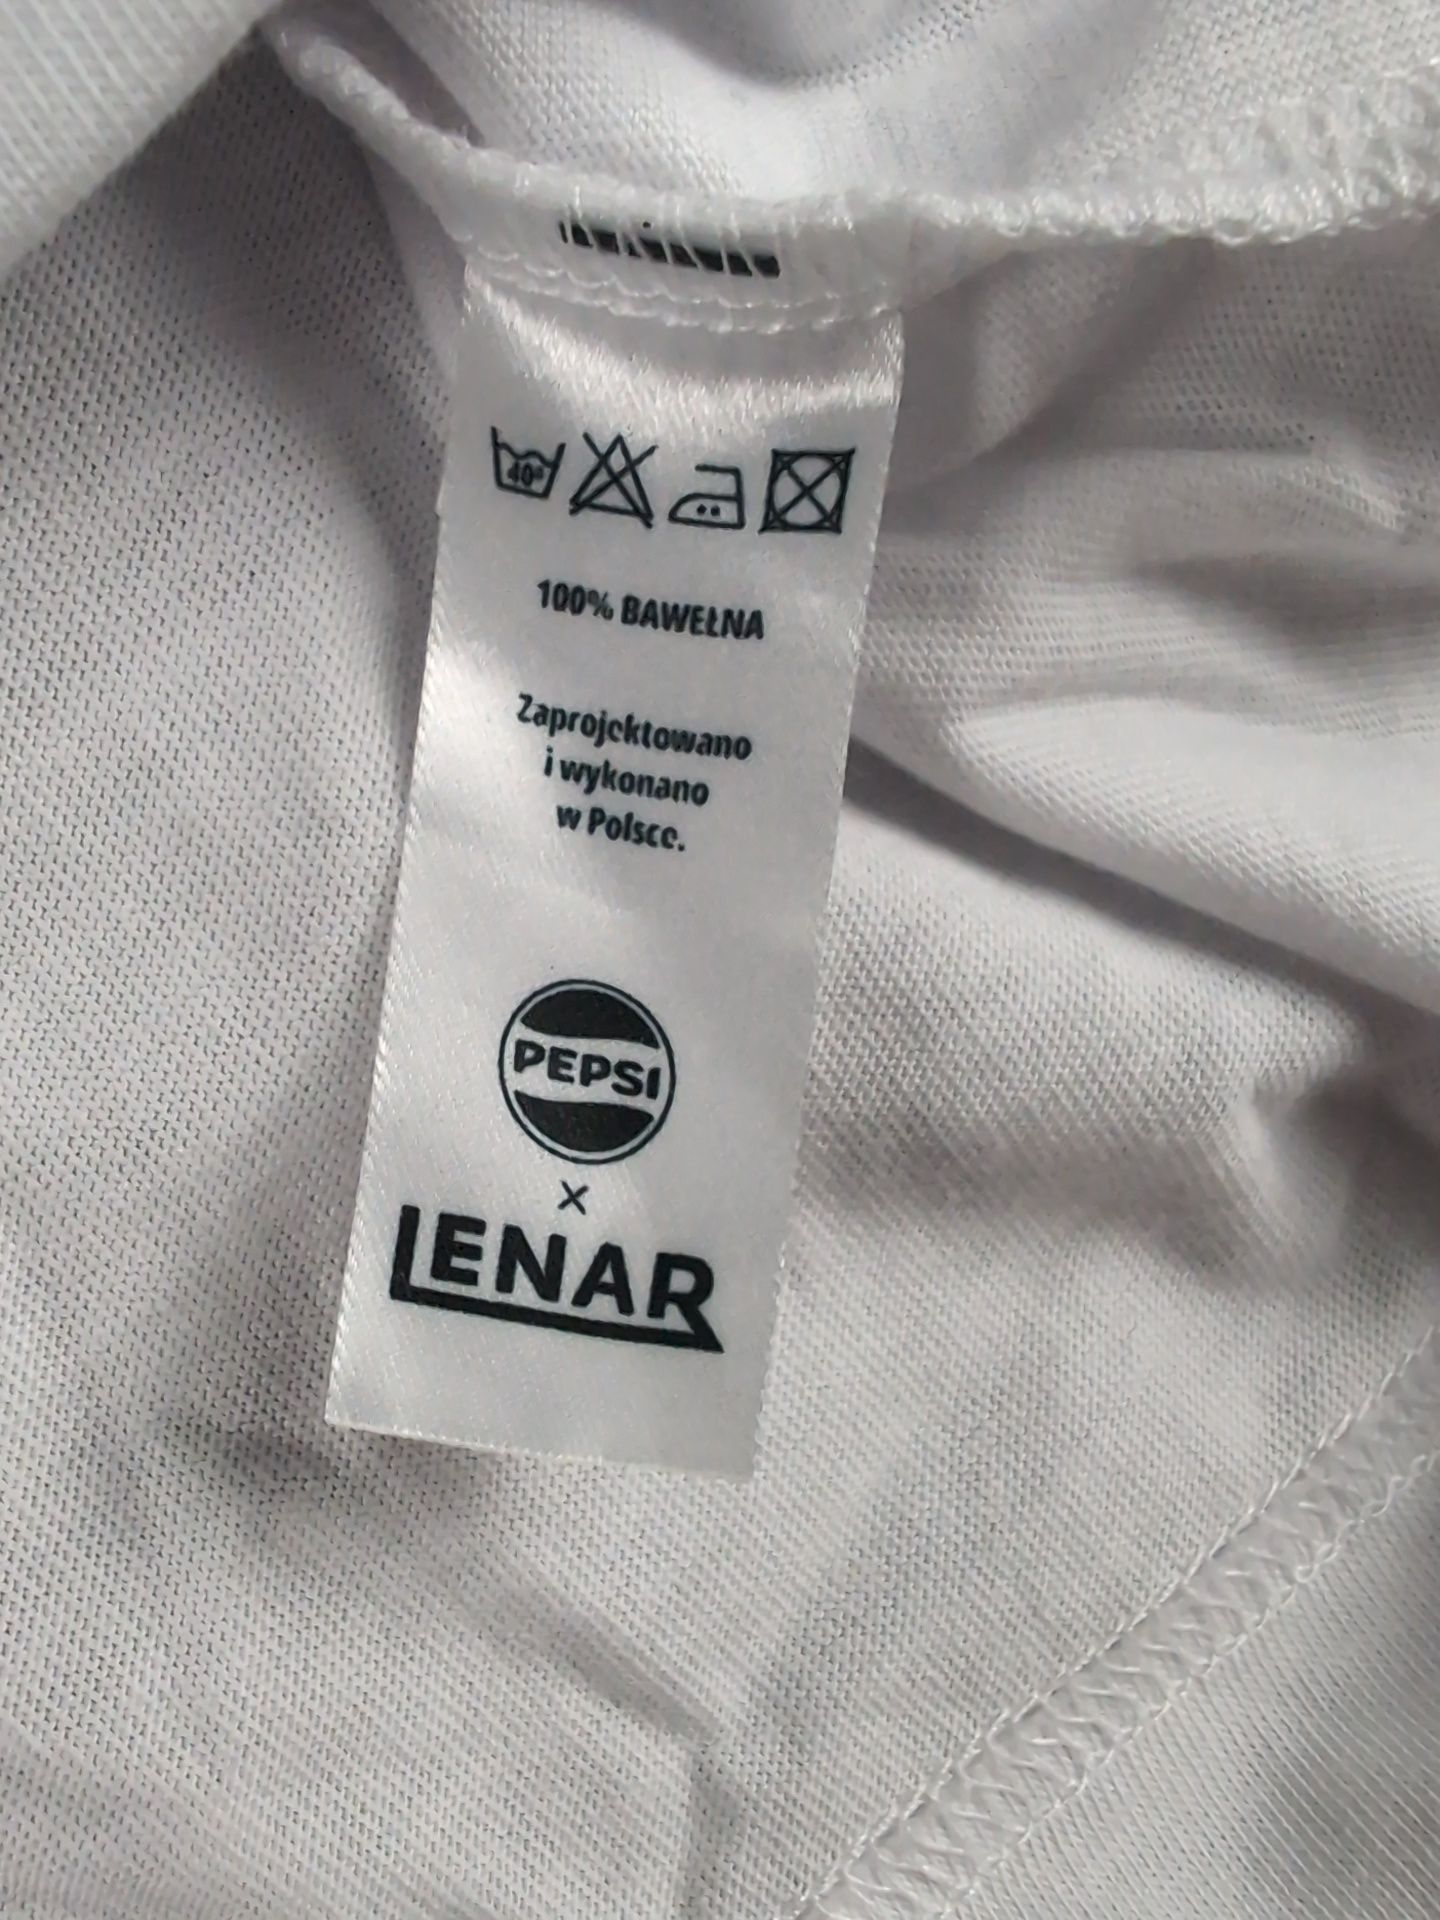 40°
100% BAWEŁNA
Zaprojektowano
i wykonano
w Polsce.
PEPSI
x
LENAR